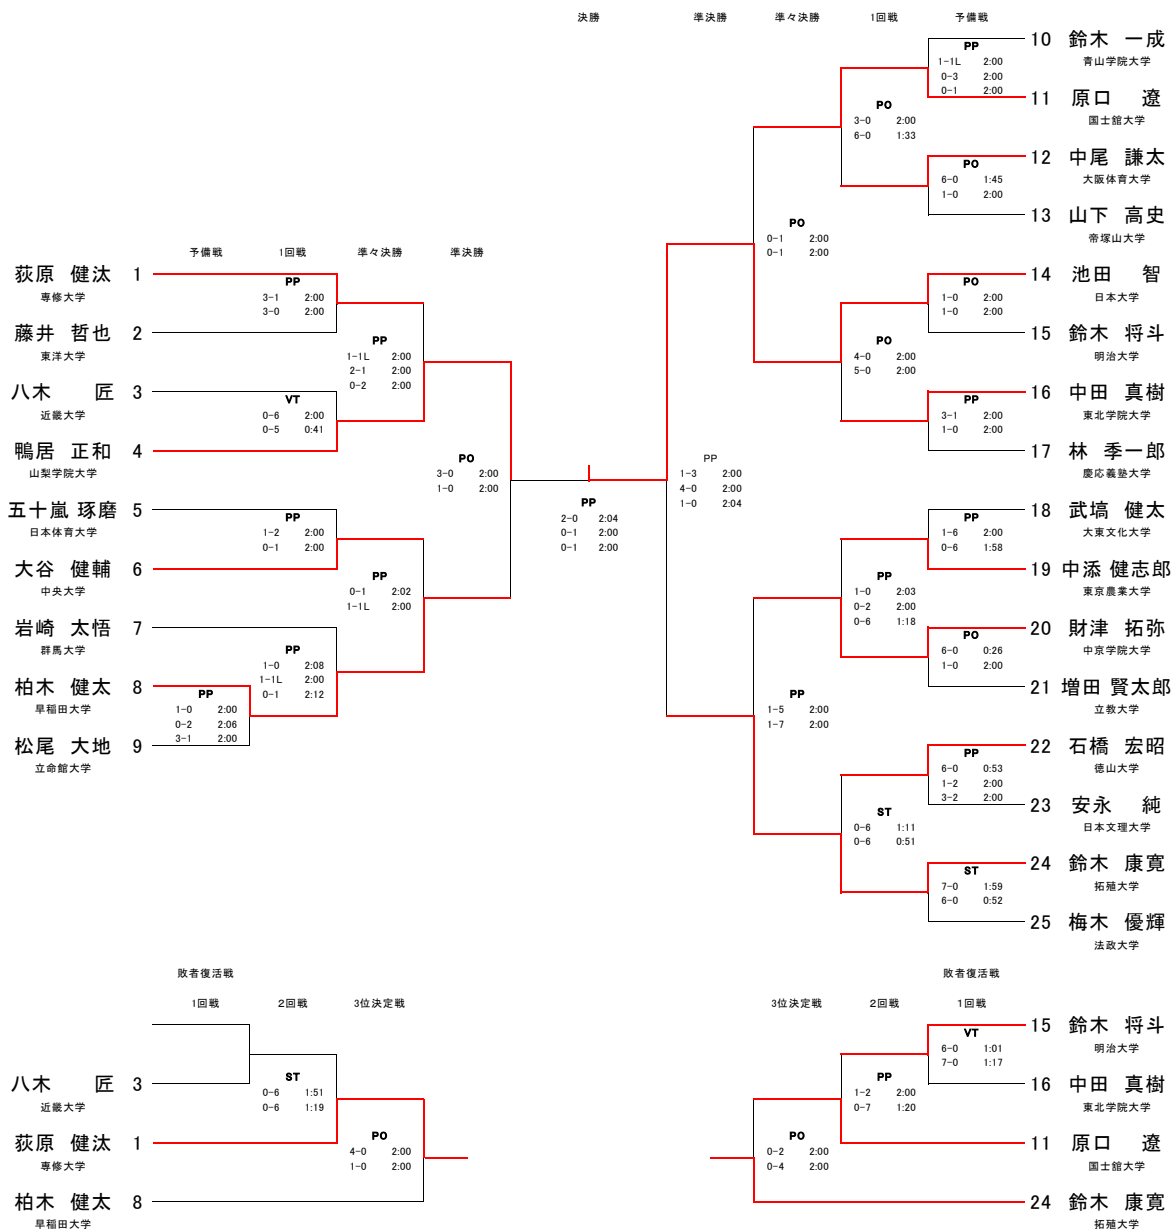 決勝 準決勝 準々決勝 1回戦 予備戦
10 鈴木 一成
青山学院大学
PP
1-1L 2:00
0-3 2:00
0-1 2:00
11 原口 遼
国士館大学
PO
3-0 2:00
6-0 1:33
12 中尾 謙太
大阪体育大学
PO
6-0 1:45
1-0 2:00
13 山下 高史
帝塚山大学
PO
0-1 2:00
0-1 2:00
14 池田 智
日本大学
PO
1-0 2:00
1-0 2:00
15 鈴木 将斗
明治大学
PO
4-0 2:00
5-0 2:00
16 中田 真樹
東北学院大学
PP
3-1 2:00
1-0 2:00
17 林 季一郎
慶応義塾大学
PP
1-3 2:00
4-0 2:00
1-0 2:04
18 武塙 健太
大東文化大学
PP
1-6 2:00
0-6 1:58
19 中添 健志郎
東京農業大学
PP
1-0 2:03
0-2 2:00
0-6 1:18
20 財津 拓弥
中京学院大学
PO
6-0 0:26
1-0 2:00
21 増田 賢太郎
立教大学
PP
1-5 2:00
1-7 2:00
22 石橋 宏昭
徳山大学
PP
6-0 0:53
1-2 2:00
3-2 2:00
23 安永 純
日本文理大学
ST
0-6 1:11
0-6 0:51
24 鈴木 康寛
拓殖大学
ST
7-0 1:59
6-0 0:52
25 梅木 優輝
法政大学
予備戦 1回戦 準々決勝 準決勝
荻原 健汰 1
専修大学
PP
3-1 2:00
3-0 2:00
藤井 哲也 2
東洋大学
PP
1-1L 2:00
2-1 2:00
0-2 2:00
八木 匠 3
近畿大学
VT
0-6 2:00
0-5 0:41
鴨居 正和 4
山梨学院大学
PO
3-0 2:00
1-0 2:00
PP
2-0 2:04
0-1 2:00
0-1 2:00
五十嵐 琢磨 5
日本体育大学
PP
1-2 2:00
0-1 2:00
大谷 健輔 6
中央大学
PP
0-1 2:02
1-1L 2:00
岩崎 太悟 7
群馬大学
PP
1-0 2:08
1-1L 2:00
0-1 2:12
柏木 健太 8
早稲田大学
PP
1-0 2:00
0-2 2:06
3-1 2:00
松尾 大地 9
立命館大学
敗者復活戦
1回戦 2回戦 3位決定戦
八木 匠 3
近畿大学
ST
0-6 1:51
0-6 1:19
荻原 健汰 1
専修大学
PO
4-0 2:00
1-0 2:00
柏木 健太 8
早稲田大学
敗者復活戦
3位決定戦 2回戦 1回戦
15 鈴木 将斗
明治大学
VT
6-0 1:01
7-0 1:17
16 中田 真樹
東北学院大学
PP
1-2 2:00
0-7 1:20
11 原口 遼
国士館大学
PO
0-2 2:00
0-4 2:00
24 鈴木 康寛
拓殖大学